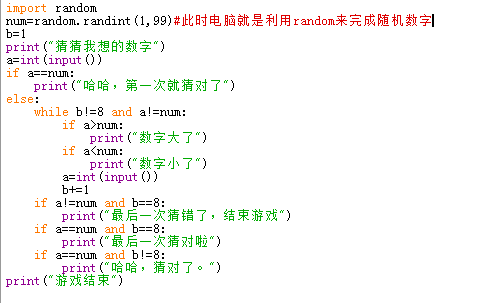 import random
num=random.randint(1,99)#此时电脑就是利用random来完成随机数字
b=1
print("猜猜我想的数字")
a=int(input())
if a==num:
    print("哈哈，第一次就猜对了")
else:
    while b!=8 and a!=num:
        if a>num:
            print("数字大了")
        if a<num:
            print("数字小了")
        a=int(input())
        b+=1
    if a!=num and b==8:
        print("最后一次猜错了，结束游戏")
    if a==num and b==8:
        print("最后一次猜对啦")
    if a==num and b!=8:
        print("哈哈，猜对了。")
print("游戏结束")